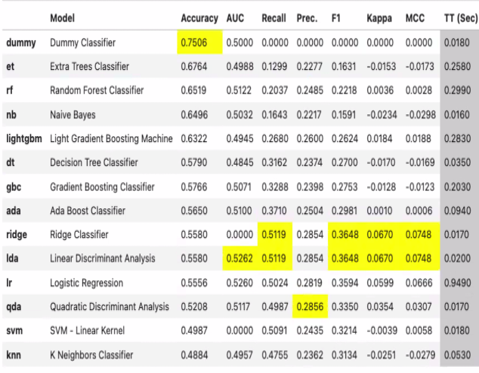 Model Accuracy AUC Recall Prec. F1 Kappa MCC TT (Sec)
dummy Dummy Classifier 0.7506 0.5000 0.0000 0.0000 0.0000 0.0000 0.0000 0.0180
et Extra Trees Classifier 0.6764 0.4988 0.1299 0.2277 0.1631 -0.0153 -0.0173 0.2580
rf Random Forest Classifier 0.6519 0.5122 0.2037 0.2485 0.2218 0.0036 0.0028 0.2990
nb Naive Bayes 0.6496 0.5032 0.1643 0.2217 0.1591 -0.0234 -0.0298 0.0160
lightgbm Light Gradient Boosting Machine 0.6322 0.4945 0.2680 0.2600 0.2624 0.0184 0.0188 0.2830
dt Decision Tree Classifier 0.5790 0.4845 0.3162 0.2374 0.2700 -0.0170 -0.0169 0.0350
gbc Gradient Boosting Classifier 0.5766 0.5071 0.3288 0.2398 0.2753 -0.0128 -0.0123 0.2030
ada Ada Boost Classifier 0.5650 0.5100 0.3710 0.2504 0.2981 0.0010 0.0006 0.0940
ridge Ridge Classifier 0.5580 0.0000 0.5119 0.2854 0.3648 0.0670 0.0748 0.0170
lda Linear Discriminant Analysis 0.5580 0.5262 0.5119 0.2854 0.3648 0.0670 0.0748 0.0200
lr Logistic Regression 0.5556 0.5260 0.5024 0.2819 0.3594 0.0599 0.0666 0.9490
qda Quadratic Discriminant Analysis 0.5208 0.5117 0.4987 0.2856 0.3350 0.0354 0.0307 0.0170
svm SVM - Linear Kernel 0.4987 0.0000 0.5091 0.2435 0.3214 -0.0039 0.0058 0.0180
knn K Neighbors Classifier 0.4884 0.4957 0.4755 0.2362 0.3134 -0.0251 -0.0279 0.0530